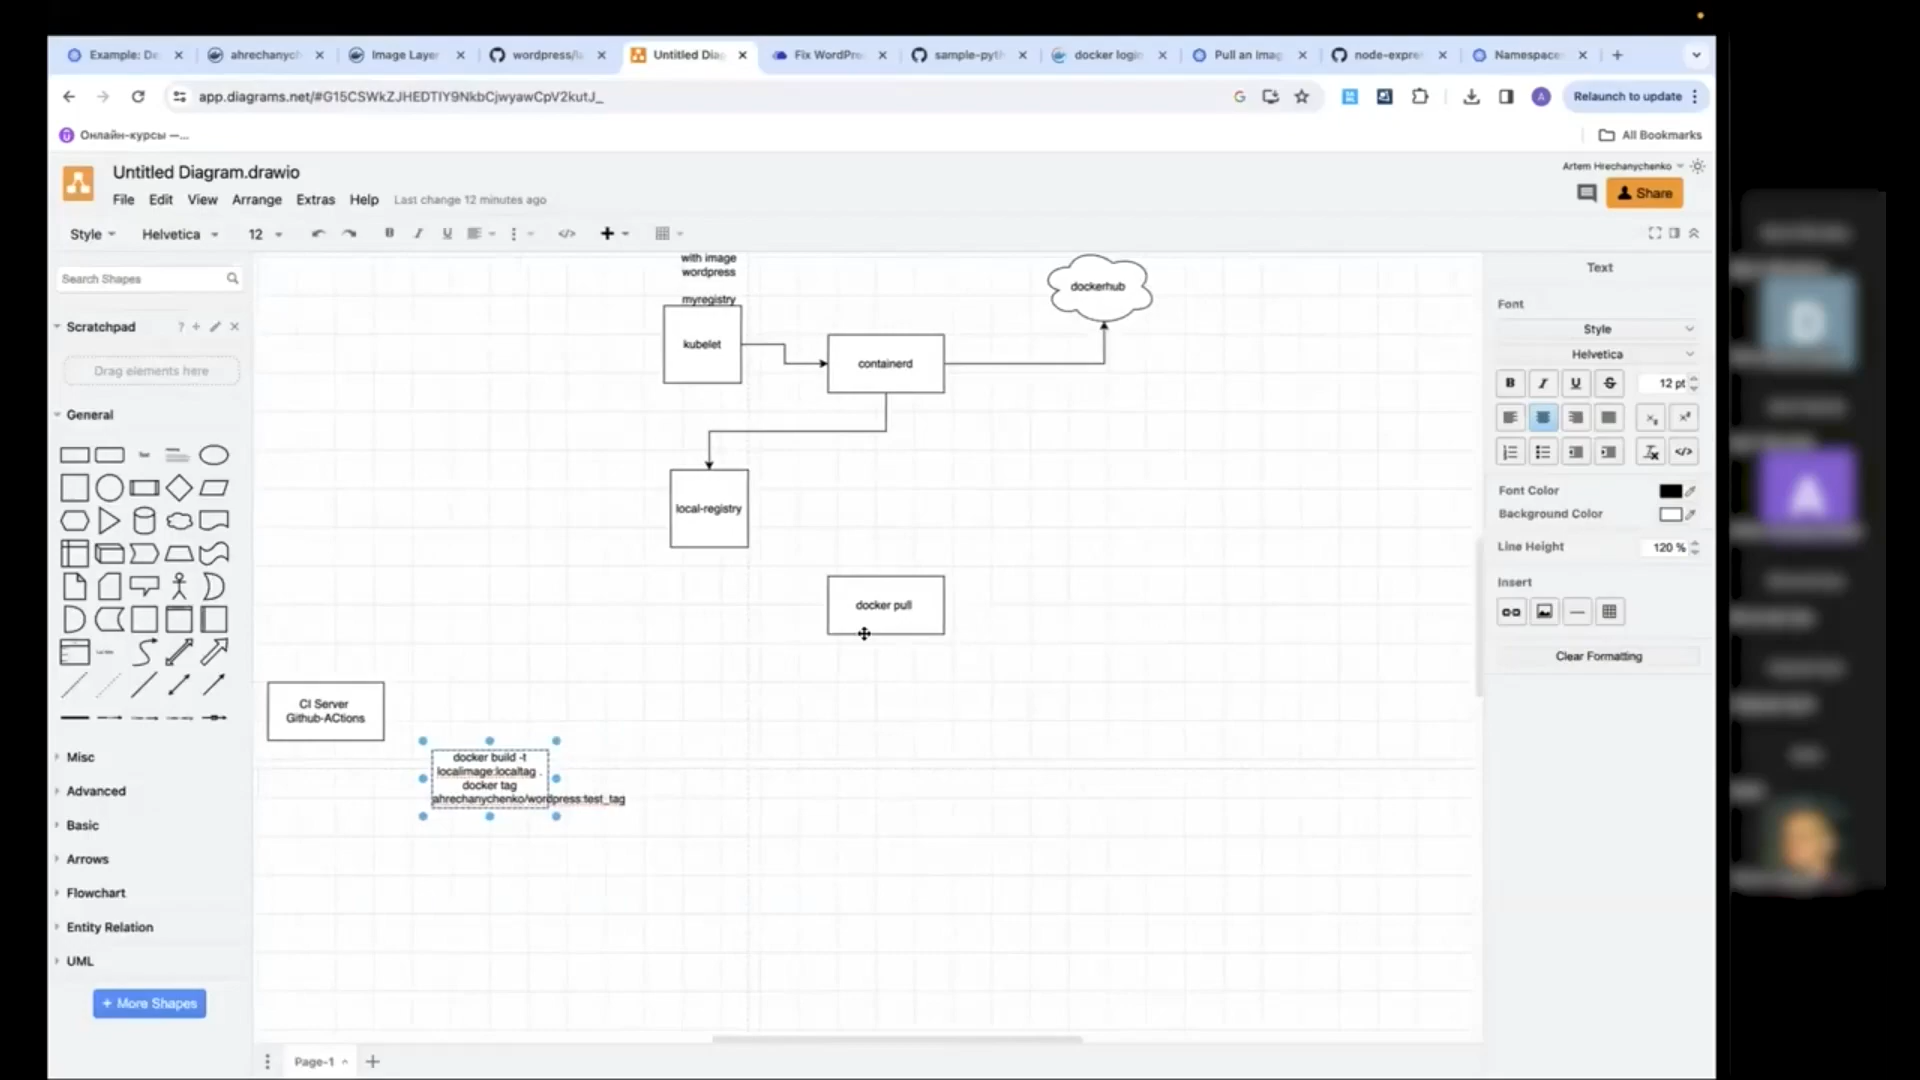 Example: De
ahrechanych
Image Layer
wordpress/la
Untitled Diag
Fix WordPre
sample-pyth
docker login
Pull an Imag
node-expre
Namespace
app.diagrams.net/#G15CSWkZJHEDTIY9NkbCjwyawCpV2kutJ_
Relaunch to update
Онлайн-курсы —...
All Bookmarks
Untitled Diagram.drawio
Artem Hrechanychenko
File Edit View Arrange Extras Help Last change 12 minutes ago
Share
Style Helvetica 12
Search Shapes
Scratchpad
Drag elements here
General
Misc
Advanced
Basic
Arrows
Flowchart
Entity Relation
UML
+ More Shapes
with image
wordpress
myregistry
kubelet
containerd
dockerhub
local-registry
docker pull
CI Server
Github-ACtions
docker build -t
localimage:localtag .
docker tag
ahrechanychenko/wordpress:test_tag
Text
Font
Style
Helvetica
12 pt
Font Color
Background Color
Line Height 120 %
Insert
Clear Formatting
Page-1
D
A